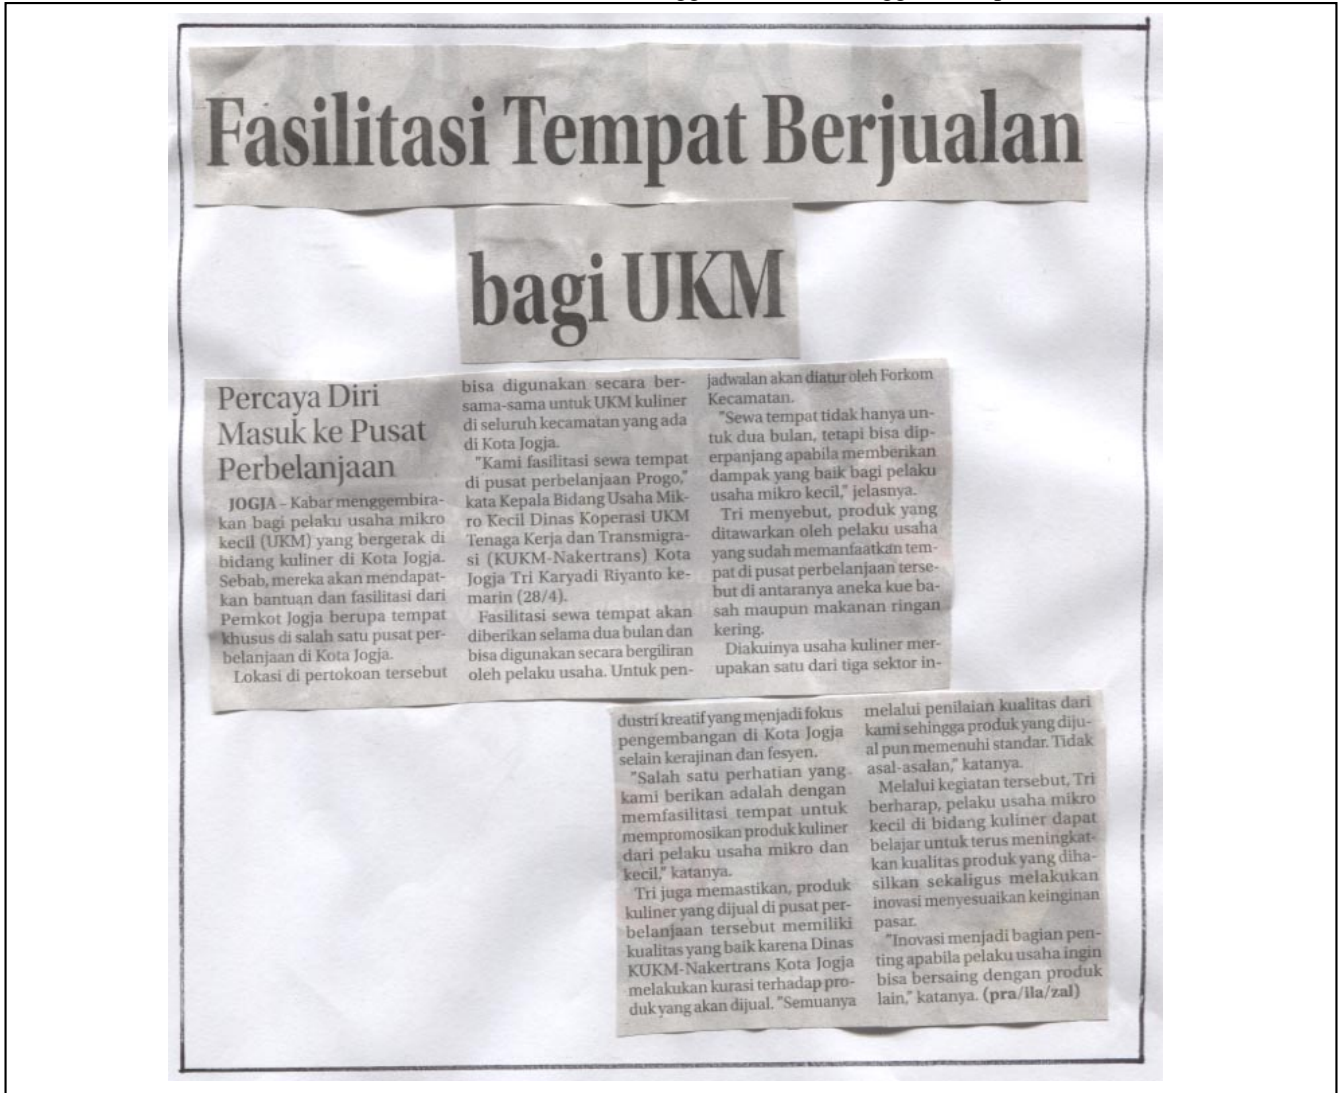 Fasilitasi Tempat Berjualan
bagi UKM
Percaya Diri
Masuk ke Pusat
Perbelanjaan
JOGJA – Kabar menggembira-
kan bagi pelaku usaha mikro
kecil (UKM) yang bergerak di
bidang kuliner di Kota Jogja.
Sebab, mereka akan mendapat-
kan bantuan dan fasilitasi dari
Pemkot Jogja berupa tempat
khusus di salah satu pusat per-
belanjaan di Kota Jogja.
Lokasi di pertokoan tersebut
bisa digunakan secara ber-
sama-sama untuk UKM kuliner
di seluruh kecamatan yang ada
di Kota Jogja.
"Kami fasilitasi sewa tempat
di pusat perbelanjaan Progo,"
kata Kepala Bidang Usaha Mik-
ro Kecil Dinas Koperasi UKM
Tenaga Kerja dan Transmigra-
si (KUKM-Nakertrans) Kota
Jogja Tri Karyadi Riyanto ke-
marin (28/4).
Fasilitasi sewa tempat akan
diberikan selama dua bulan dan
bisa digunakan secara bergiliran
oleh pelaku usaha. Untuk pen-
jadwalan akan diatur oleh Forkom
Kecamatan.
"Sewa tempat tidak hanya un-
tuk dua bulan, tetapi bisa dip-
erpanjang apabila memberikan
dampak yang baik bagi pelaku
usaha mikro kecil," jelasnya.
Tri menyebut, produk yang
ditawarkan oleh pelaku usaha
yang sudah memanfaatkan tem-
pat di pusat perbelanjaan terse-
but di antaranya aneka kue ba-
sah maupun makanan ringan
kering.
Diakuinya usaha kuliner mer-
upakan satu dari tiga sektor in-
dustri kreatif yang menjadi fokus
pengembangan di Kota Jogja
selain kerajinan dan fesyen.
"Salah satu perhatian yang
kami berikan adalah dengan
memfasilitasi tempat untuk
mempromosikan produk kuliner
dari pelaku usaha mikro dan
kecil," katanya.
Tri juga memastikan, produk
kuliner yang dijual di pusat per-
belanjaan tersebut memiliki
kualitas yang baik karena Dinas
KUKM-Nakertrans Kota Jogja
melakukan kurasi terhadap pro-
duk yang akan dijual. "Semuanya
melalui penilaian kualitas dari
kami sehingga produk yang diju-
al pun memenuhi standar. Tidak
asal-asalan," katanya.
Melalui kegiatan tersebut, Tri
berharap, pelaku usaha mikro
kecil di bidang kuliner dapat
belajar untuk terus meningkat-
kan kualitas produk yang diha-
silkan sekaligus melakukan
inovasi menyesuaikan keinginan
pasar.
"Inovasi menjadi bagian pen-
ting apabila pelaku usaha ingin
bisa bersaing dengan produk
lain," katanya. (pra/ila/zal)